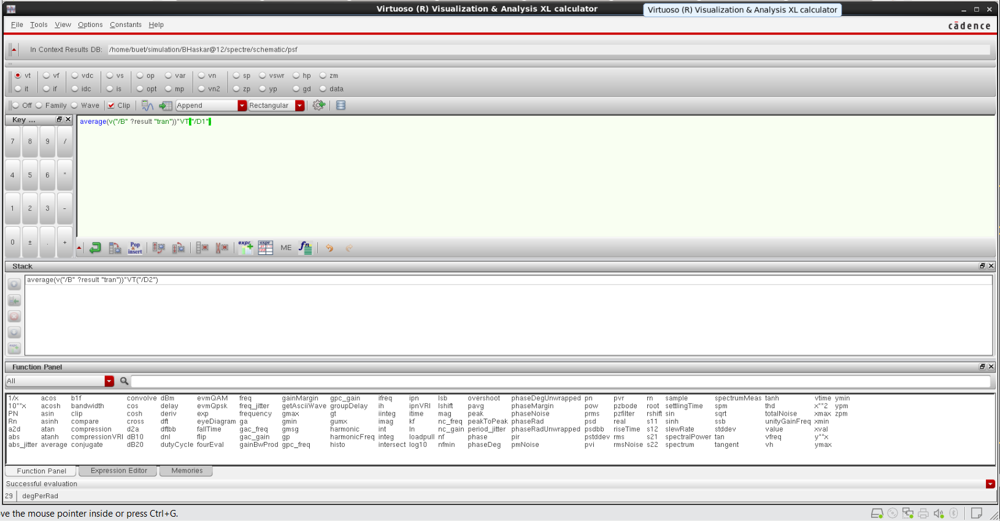 Virtuoso (R) Visualization & Analysis XL calculator
Virtuoso (R) Visualization & Analysis XL calculator
File Tools View Options Constants Help
cādence
In Context Results DB: /home/buet/simulation/BHaskar@12/spectre/schematic/psf
vt vf vdc vs op var vn sp vswr hp zm
it if idc is opt mp vn2 zp yp gd data
Off Family Wave Clip Append Rectangular
Key ...
average(v("/B" ?result "tran"))*VT("/D1")
7 8 9 /
4 5 6 *
1 2 3 -
0 ± . +
Pop & insert expr expr ME fn
Stack
average(v("/B" ?result "tran"))*VT("/D2")
Function Panel
All
1/x acos b1f convolve dBm evmQAM freq gainMargin gpc_gain ifreq ipn lsb overshoot phaseDegUnwrapped pn pvr rn sample spectrumMeas tanh vtime ymin
10**x acosh bandwidth cos delay evmQpsk freq_jitter getAsciiWave groupDelay ih ipnVRI lshift pavg phaseMargin pow pzbode root settlingTime spm thd x**2 ypm
PN asin clip cosh deriv exp frequency gmax gt iinteg itime mag peak phaseNoise prms pzfilter rshift sin sqrt totalNoise xmax zpm
Rn asinh compare cross dft eyeDiagram ga gmin gumx imag kf nc_freq peakToPeak phaseRad psd real s11 sinh ssb unityGainFreq xmin
a2d atan compression d2a dftbb fallTime gac_freq gmsg harmonic int ln nc_gain period_jitter phaseRadUnwrapped psdbb riseTime s12 slewRate stddev value xval
abs atanh compressionVRI dB10 dnl flip gac_gain gp harmonicFreq integ loadpull nf phase pir pstddev rms s21 spectralPower tan vfreq y**x
abs_jitter average conjugate dB20 dutyCycle fourEval gainBwProd gpc_freq histo intersect log10 nfmin phaseDeg pmNoise pvi rmsNoise s22 spectrum tangent vh ymax
Function Panel Expression Editor Memories
Successful evaluation
29 degPerRad
ve the mouse pointer inside or press Ctrl+G.